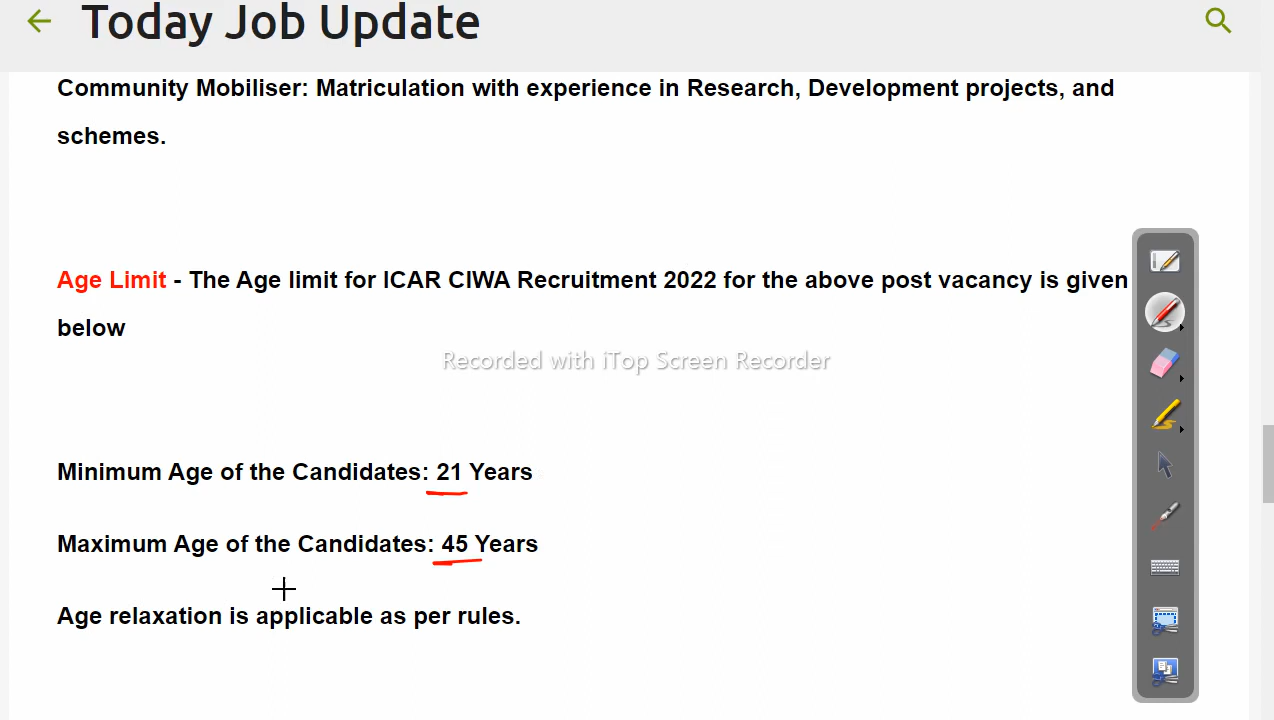 Today Job Update
Community Mobiliser: Matriculation with experience in Research, Development projects, and
schemes.
Age Limit - The Age limit for ICAR CIWA Recruitment 2022 for the above post vacancy is given
below
Recorded with iTop Screen Recorder
Minimum Age of the Candidates: 21 Years
Maximum Age of the Candidates: 45 Years
Age relaxation is applicable as per rules.